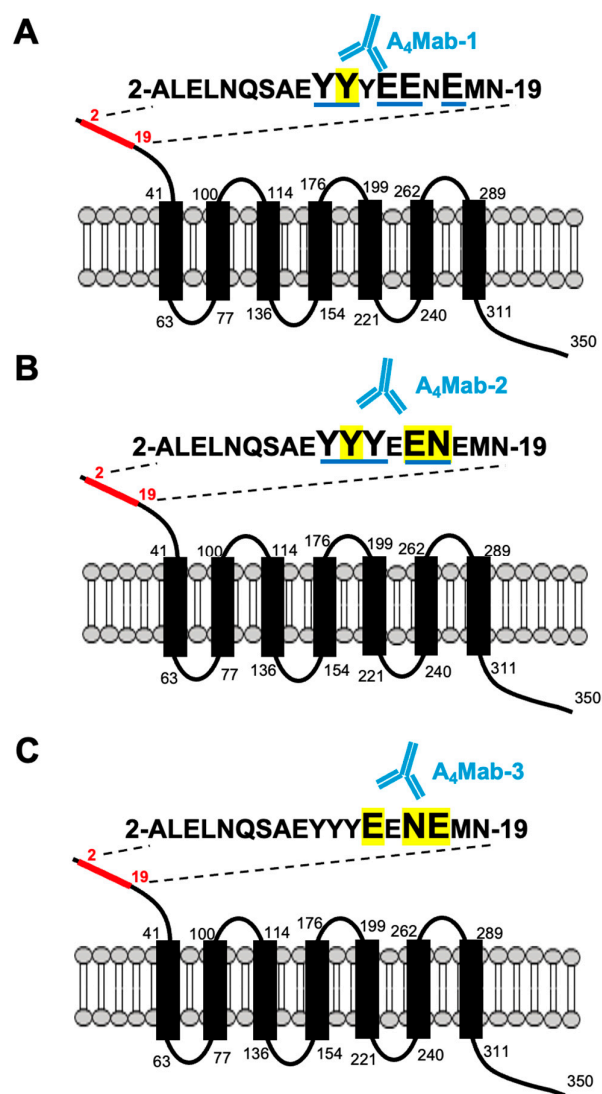 A
A₄Mab-1
2-ALELNQSAEYYYEENEMN-19
2
19
41 100 114 176 199 262 289
63 77 136 154 221 240 311
350
B
A₄Mab-2
2-ALELNQSAEYYYEENEMN-19
2
19
41 100 114 176 199 262 289
63 77 136 154 221 240 311
350
C
A₄Mab-3
2-ALELNQSAEYYYEENEMN-19
2
19
41 100 114 176 199 262 289
63 77 136 154 221 240 311
350